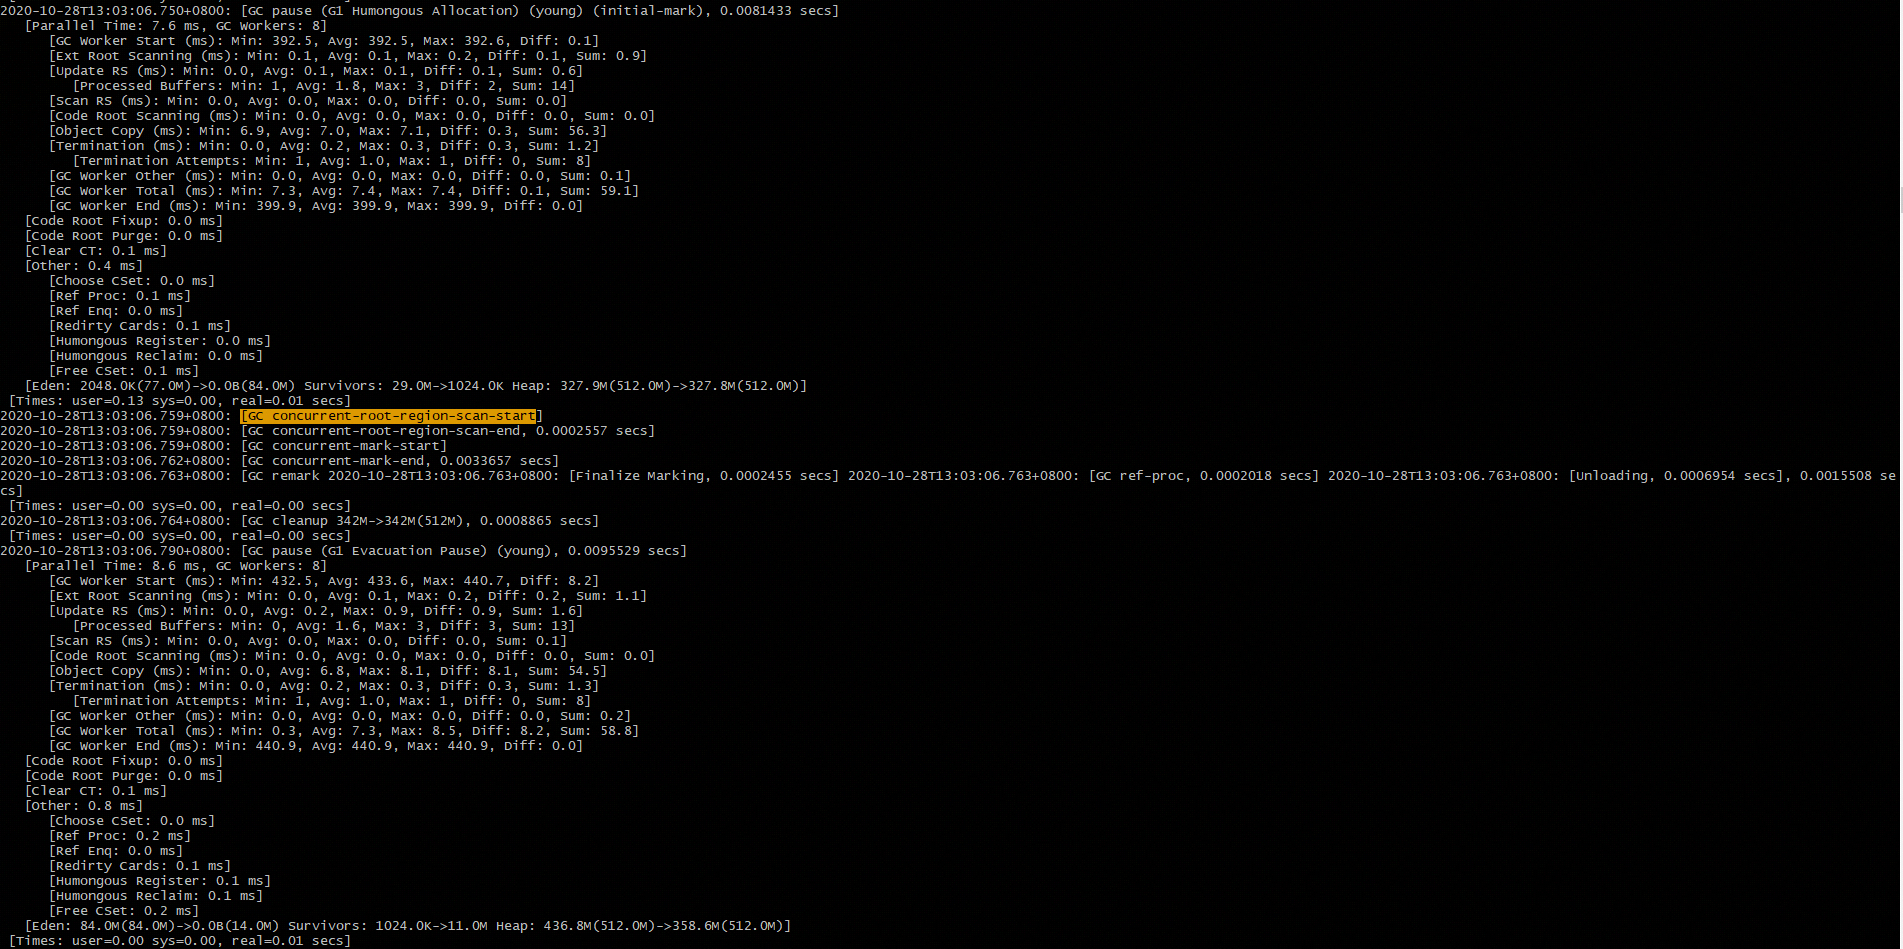 2020-10-28T13:03:06.750+0800: [GC pause (G1 Humongous Allocation) (young) (initial-mark), 0.0081433 secs]
[Parallel Time: 7.6 ms, GC Workers: 8]
[GC Worker Start (ms): Min: 392.5, Avg: 392.5, Max: 392.6, Diff: 0.1]
[Ext Root Scanning (ms): Min: 0.1, Avg: 0.1, Max: 0.2, Diff: 0.1, Sum: 0.9]
[Update RS (ms): Min: 0.0, Avg: 0.1, Max: 0.1, Diff: 0.1, Sum: 0.6]
[Processed Buffers: Min: 1, Avg: 1.8, Max: 3, Diff: 2, Sum: 14]
[Scan RS (ms): Min: 0.0, Avg: 0.0, Max: 0.0, Diff: 0.0, Sum: 0.0]
[Code Root Scanning (ms): Min: 0.0, Avg: 0.0, Max: 0.0, Diff: 0.0, Sum: 0.0]
[Object Copy (ms): Min: 6.9, Avg: 7.0, Max: 7.1, Diff: 0.3, Sum: 56.3]
[Termination (ms): Min: 0.0, Avg: 0.2, Max: 0.3, Diff: 0.3, Sum: 1.2]
[Termination Attempts: Min: 1, Avg: 1.0, Max: 1, Diff: 0, Sum: 8]
[GC Worker Other (ms): Min: 0.0, Avg: 0.0, Max: 0.0, Diff: 0.0, Sum: 0.1]
[GC Worker Total (ms): Min: 7.3, Avg: 7.4, Max: 7.4, Diff: 0.1, Sum: 59.1]
[GC Worker End (ms): Min: 399.9, Avg: 399.9, Max: 399.9, Diff: 0.0]
[Code Root Fixup: 0.0 ms]
[Code Root Purge: 0.0 ms]
[Clear CT: 0.1 ms]
[Other: 0.4 ms]
[Choose CSet: 0.0 ms]
[Ref Proc: 0.1 ms]
[Ref Enq: 0.0 ms]
[Redirty Cards: 0.1 ms]
[Humongous Register: 0.0 ms]
[Humongous Reclaim: 0.0 ms]
[Free CSet: 0.1 ms]
[Eden: 2048.0K(77.0M)->0.0B(84.0M) Survivors: 29.0M->1024.0K Heap: 327.9M(512.0M)->327.8M(512.0M)]
[Times: user=0.13 sys=0.00, real=0.01 secs]
2020-10-28T13:03:06.759+0800: [GC concurrent-root-region-scan-start]
2020-10-28T13:03:06.759+0800: [GC concurrent-root-region-scan-end, 0.0002557 secs]
2020-10-28T13:03:06.759+0800: [GC concurrent-mark-start]
2020-10-28T13:03:06.762+0800: [GC concurrent-mark-end, 0.0033657 secs]
2020-10-28T13:03:06.763+0800: [GC remark 2020-10-28T13:03:06.763+0800: [Finalize Marking, 0.0002455 secs] 2020-10-28T13:03:06.763+0800: [GC ref-proc, 0.0002018 secs] 2020-10-28T13:03:06.763+0800: [Unloading, 0.0006954 secs], 0.0015508 se
cs]
[Times: user=0.00 sys=0.00, real=0.00 secs]
2020-10-28T13:03:06.764+0800: [GC cleanup 342M->342M(512M), 0.0008865 secs]
[Times: user=0.00 sys=0.00, real=0.00 secs]
2020-10-28T13:03:06.790+0800: [GC pause (G1 Evacuation Pause) (young), 0.0095529 secs]
[Parallel Time: 8.6 ms, GC Workers: 8]
[GC Worker Start (ms): Min: 432.5, Avg: 433.6, Max: 440.7, Diff: 8.2]
[Ext Root Scanning (ms): Min: 0.0, Avg: 0.1, Max: 0.2, Diff: 0.2, Sum: 1.1]
[Update RS (ms): Min: 0.0, Avg: 0.2, Max: 0.9, Diff: 0.9, Sum: 1.6]
[Processed Buffers: Min: 0, Avg: 1.6, Max: 3, Diff: 3, Sum: 13]
[Scan RS (ms): Min: 0.0, Avg: 0.0, Max: 0.0, Diff: 0.0, Sum: 0.1]
[Code Root Scanning (ms): Min: 0.0, Avg: 0.0, Max: 0.0, Diff: 0.0, Sum: 0.0]
[Object Copy (ms): Min: 0.0, Avg: 6.8, Max: 8.1, Diff: 8.1, Sum: 54.5]
[Termination (ms): Min: 0.0, Avg: 0.2, Max: 0.3, Diff: 0.3, Sum: 1.3]
[Termination Attempts: Min: 1, Avg: 1.0, Max: 1, Diff: 0, Sum: 8]
[GC Worker Other (ms): Min: 0.0, Avg: 0.0, Max: 0.0, Diff: 0.0, Sum: 0.2]
[GC Worker Total (ms): Min: 0.3, Avg: 7.3, Max: 8.5, Diff: 8.2, Sum: 58.8]
[GC Worker End (ms): Min: 440.9, Avg: 440.9, Max: 440.9, Diff: 0.0]
[Code Root Fixup: 0.0 ms]
[Code Root Purge: 0.0 ms]
[Clear CT: 0.1 ms]
[Other: 0.8 ms]
[Choose CSet: 0.0 ms]
[Ref Proc: 0.2 ms]
[Ref Enq: 0.0 ms]
[Redirty Cards: 0.1 ms]
[Humongous Register: 0.1 ms]
[Humongous Reclaim: 0.1 ms]
[Free CSet: 0.2 ms]
[Eden: 84.0M(84.0M)->0.0B(14.0M) Survivors: 1024.0K->11.0M Heap: 436.8M(512.0M)->358.6M(512.0M)]
[Times: user=0.00 sys=0.00, real=0.01 secs]